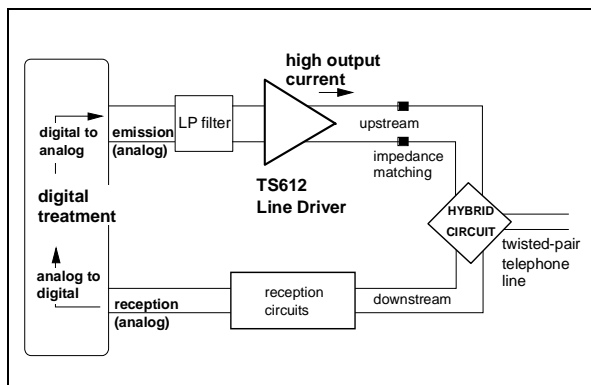 high output
current
LP filter
digital to
analog
emission
(analog)
upstream
impedance
matching
TS612
Line Driver
digital
treatment
HYBRID
CIRCUIT
twisted-pair
telephone
line
analog to
digital
reception
(analog)
reception
circuits
downstream